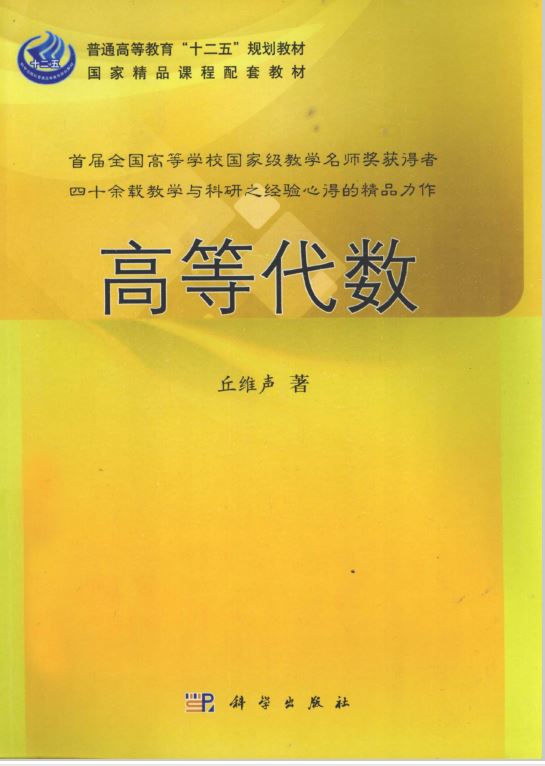 十二五
普通高等教育“十二五”规划教材
国家精品课程配套教材
首届全国高等学校国家级教学名师奖获得者
四十余载教学与科研之经验心得的精品力作
高等代数
丘维声 著
科学出版社